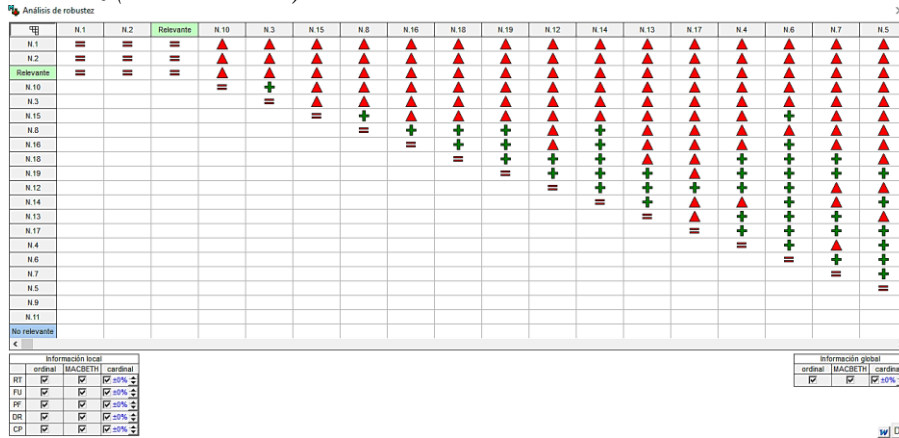 Análisis de robustez
N.1 N.2 Relevante N.10 N.3 N.15 N.8 N.16 N.18 N.19 N.12 N.14 N.13 N.17 N.4 N.6 N.7 N.5
N.1
N.2
Relevante
N.10
N.3
N.15
N.8
N.16
N.18
N.19
N.12
N.14
N.13
N.17
N.4
N.6
N.7
N.5
N.9
N.11
No relevante
Información local
ordinal MACBETH cardinal
RT ±0%
FU ±0%
PF ±0%
DR ±0%
CP ±0%
Información global
ordinal MACBETH cardina
±0%